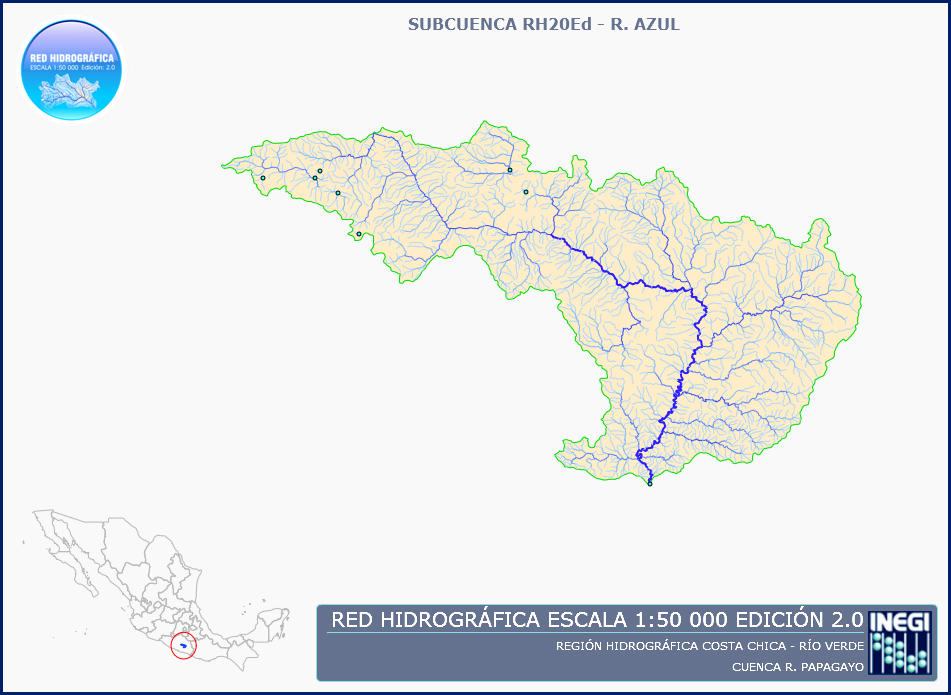 SUBCUENCA RH20Ed - R. AZUL
RED HIDROGRÁFICA
ESCALA 1:50 000 Edición: 2.0
RED HIDROGRÁFICA ESCALA 1:50 000 EDICIÓN 2.0
REGIÓN HIDROGRÁFICA COSTA CHICA - RÍO VERDE
CUENCA R. PAPAGAYO
INEGI